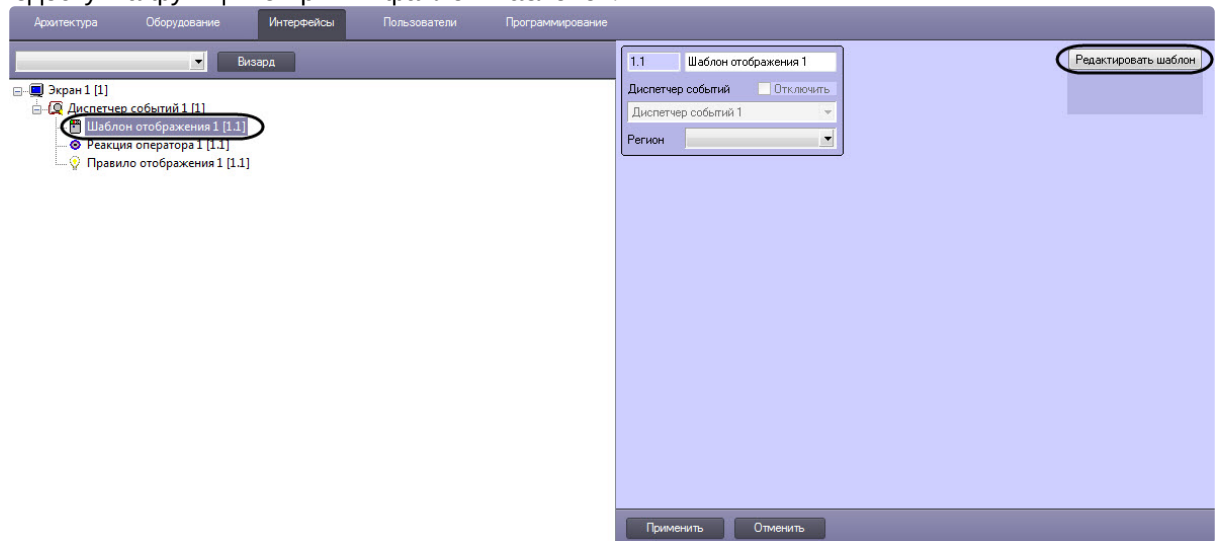 Архитектура Оборудование Интерфейсы Пользователи Программирование
Визард
Экран 1 [1]
Диспетчер событий 1 [1]
Шаблон отображения 1 [1.1]
Реакция оператора 1 [1.1]
Правило отображения 1 [1.1]
1.1 Шаблон отображения 1
Редактировать шаблон
Диспетчер событий Отключить
Диспетчер событий 1
Регион
Применить Отменить